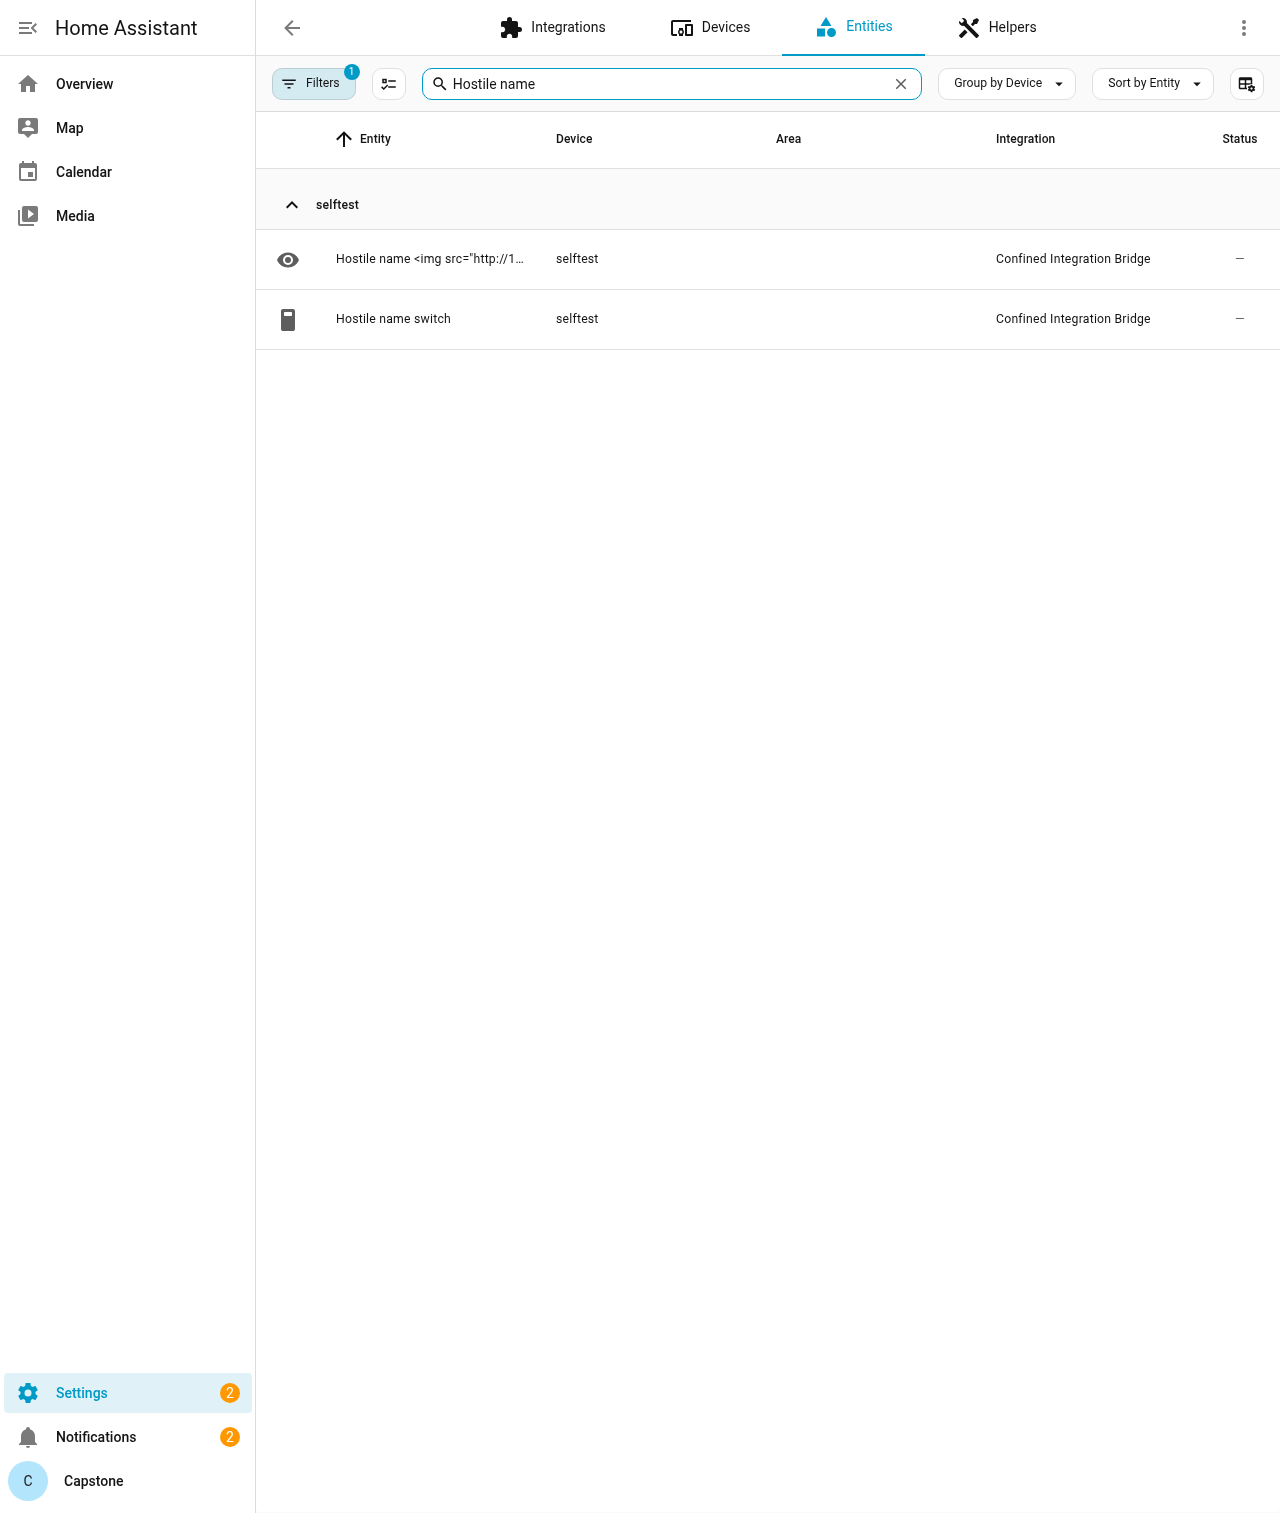 Home Assistant
Integrations
Devices
Entities
Helpers
Overview
Map
Calendar
Media
Filters
1
Hostile name
Group by Device
Sort by Entity
Entity
Device
Area
Integration
Status
selftest
Hostile name <img src="http://1…
selftest
Confined Integration Bridge
—
Hostile name switch
selftest
Confined Integration Bridge
—
Settings
2
Notifications
2
C
Capstone